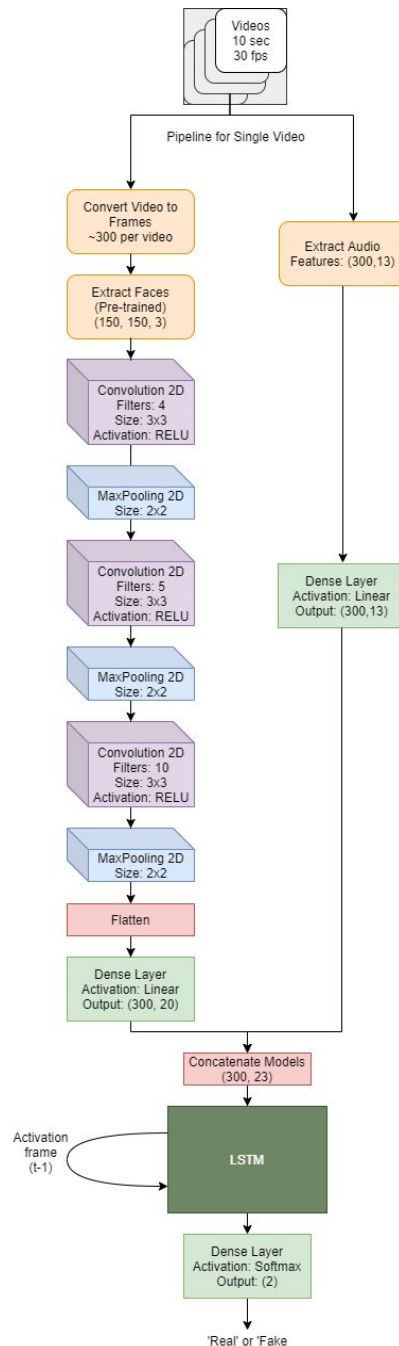 Videos
10 sec
30 fps
Pipeline for Single Video
Convert Video to
Frames
~300 per video
Extract Faces
(Pre-trained)
(150, 150, 3)
Convolution 2D
Filters: 4
Size: 3x3
Activation: RELU
MaxPooling 2D
Size: 2x2
Convolution 2D
Filters: 5
Size: 3x3
Activation: RELU
MaxPooling 2D
Size: 2x2
Convolution 2D
Filters: 10
Size: 3x3
Activation: RELU
MaxPooling 2D
Size: 2x2
Flatten
Dense Layer
Activation: Linear
Output: (300, 20)
Extract Audio
Features: (300,13)
Dense Layer
Activation: Linear
Output: (300,13)
Concatenate Models
(300, 23)
Activation
frame
(t-1)
LSTM
Dense Layer
Activation: Softmax
Output: (2)
'Real' or 'Fake